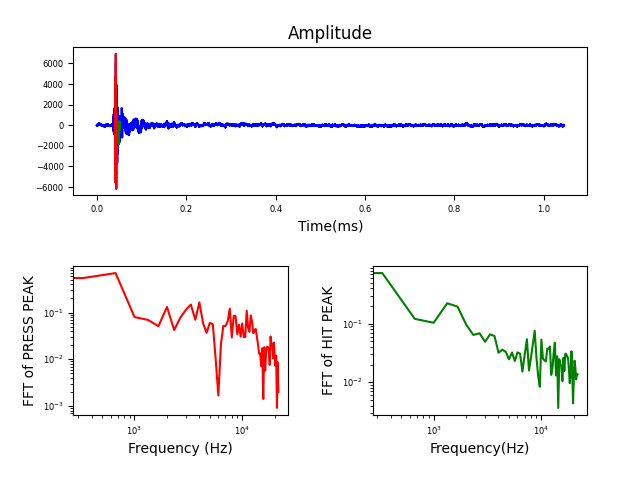 Amplitude
6000
4000
2000
0
−2000
−4000
−6000
0.0 0.2 0.4 0.6 0.8 1.0
Time(ms)
FFT of PRESS PEAK
10⁻¹
10⁻²
10⁻³
10³ 10⁴
Frequency (Hz)
FFT of HIT PEAK
10⁻¹
10⁻²
10³ 10⁴
Frequency(Hz)